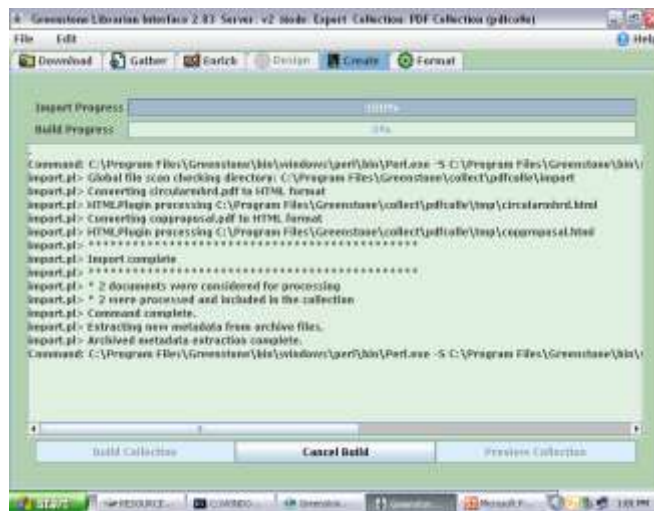 Greenstone Librarian Interface 2.83 Server: v2 Mode: Expert Collection: PDF Collection (pdfcolle)
File Edit Help
Download Gather Enrich Design Create Format
Import Progress 100%
Build Progress 0%
Command: C:\Program Files\Greenstone\bin\windows\perl\bin\Perl.exe -S C:\Program Files\Greenstone\bin\
import.pl> Global file scan checking directory: C:\Program Files\Greenstone\collect\pdfcolle\import
import.pl> Converting circularmhrd.pdf to HTML format
import.pl> HTMLPlugin processing C:\Program Files\Greenstone\collect\pdfcolle\tmp\circularmhrd.html
import.pl> Converting copproposal.pdf to HTML format
import.pl> HTMLPlugin processing C:\Program Files\Greenstone\collect\pdfcolle\tmp\copproposal.html
import.pl> *********************************************
import.pl> Import complete
import.pl> *********************************************
import.pl> * 2 documents were considered for processing
import.pl> * 2 were processed and included in the collection
import.pl> Command complete.
import.pl> Extracting new metadata from archive files.
import.pl> Archived metadata extraction complete.
Command: C:\Program Files\Greenstone\bin\windows\perl\bin\Perl.exe -S C:\Program Files\Greenstone\bin\
Build Collection Cancel Build Preview Collection
start RESOURCE... C:\WINDO... Greenston... Greenston... Microsoft P...